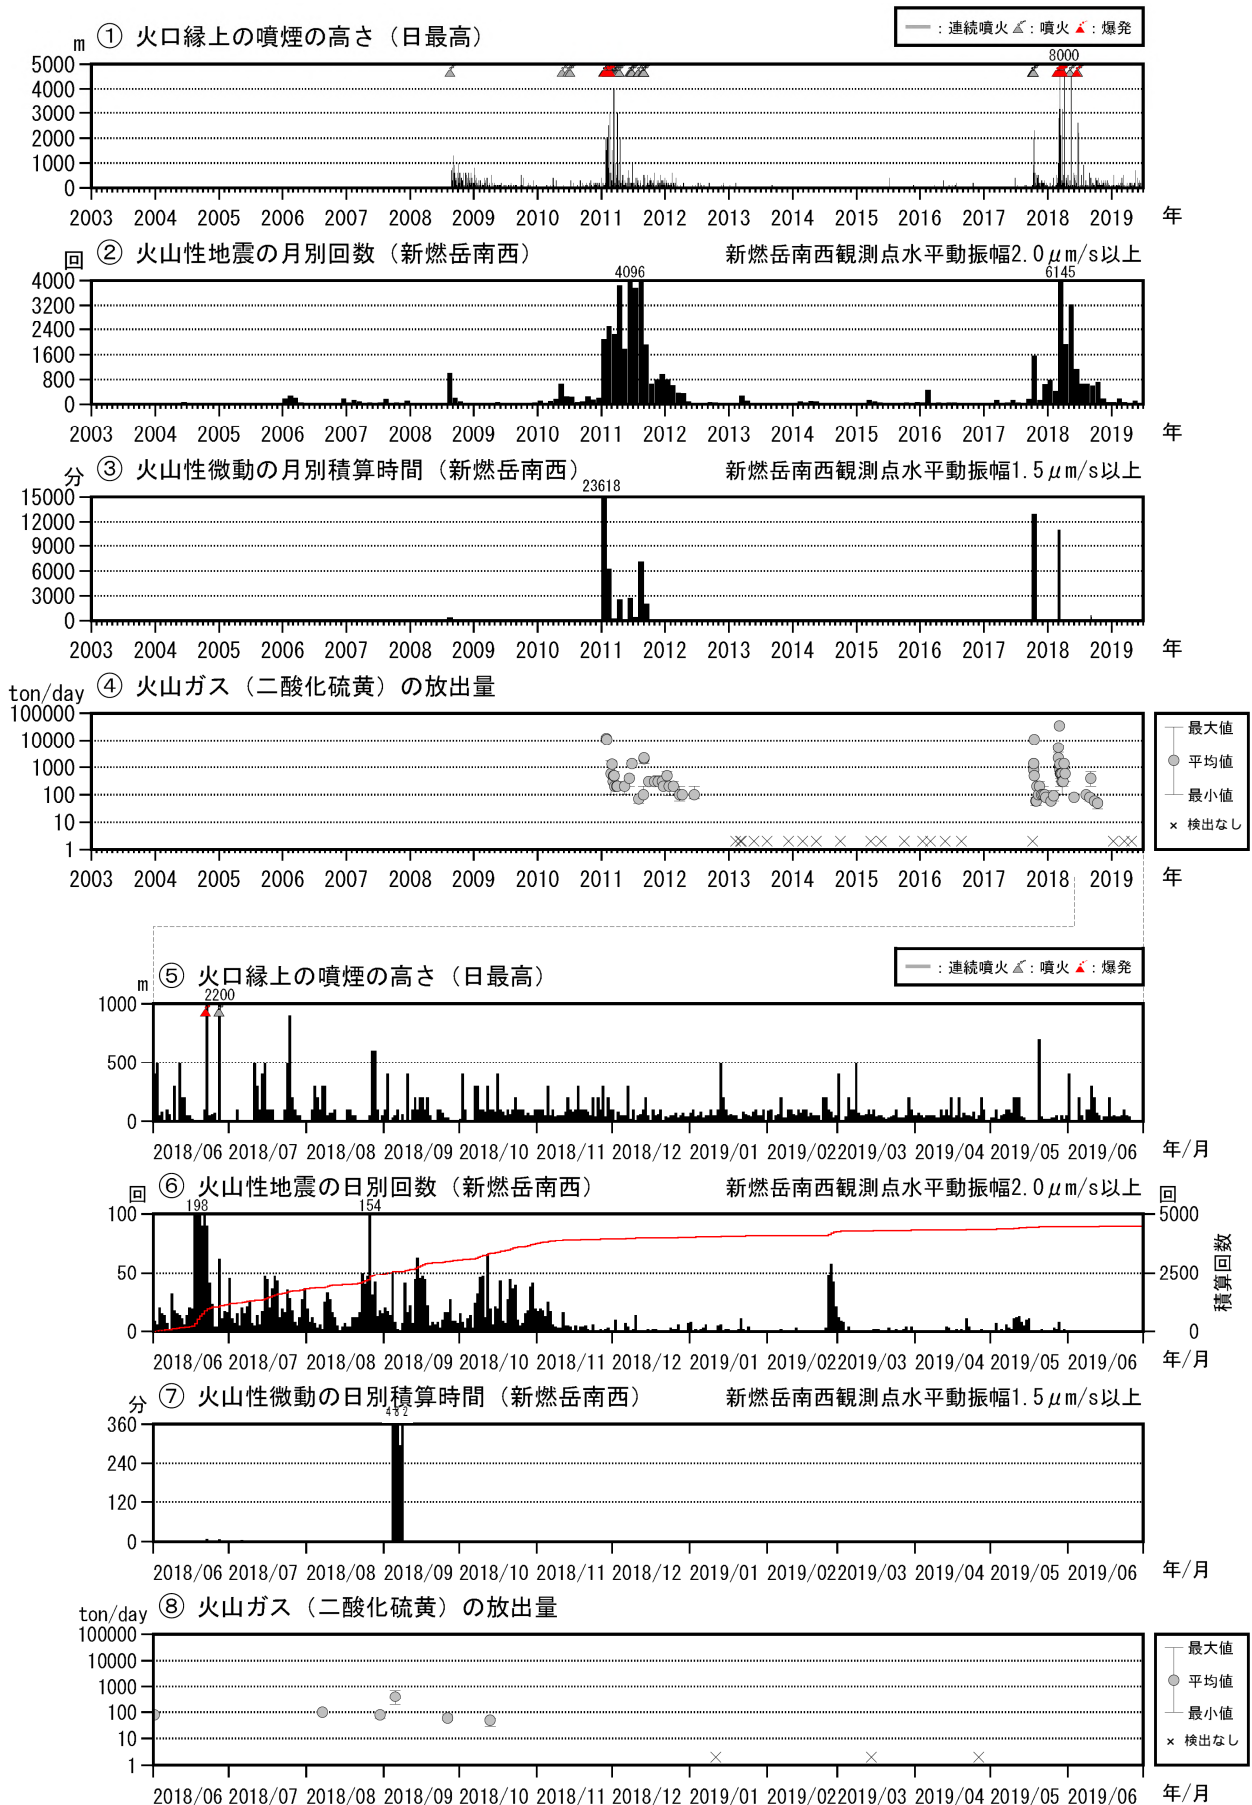 ① 火口縁上の噴煙の高さ（日最高）
：連続噴火 ：噴火 ：爆発
m
8000
5000
4000
3000
2000
1000
0
2003 2004 2005 2006 2007 2008 2009 2010 2011 2012 2013 2014 2015 2016 2017 2018 2019 年
② 火山性地震の月別回数（新燃岳南西） 新燃岳南西観測点水平動振幅2.0μm/s以上
回
4096 6145
4000
3200
2400
1600
800
0
2003 2004 2005 2006 2007 2008 2009 2010 2011 2012 2013 2014 2015 2016 2017 2018 2019 年
③ 火山性微動の月別積算時間（新燃岳南西） 新燃岳南西観測点水平動振幅1.5μm/s以上
分
23618
15000
12000
9000
6000
3000
0
2003 2004 2005 2006 2007 2008 2009 2010 2011 2012 2013 2014 2015 2016 2017 2018 2019 年
④ 火山ガス（二酸化硫黄）の放出量
ton/day
100000
10000
1000
100
10
1
最大値
平均値
最小値
× 検出なし
2003 2004 2005 2006 2007 2008 2009 2010 2011 2012 2013 2014 2015 2016 2017 2018 2019 年
⑤ 火口縁上の噴煙の高さ（日最高）
：連続噴火 ：噴火 ：爆発
m
2200
1000
500
0
2018/06 2018/07 2018/08 2018/09 2018/10 2018/11 2018/12 2019/01 2019/02 2019/03 2019/04 2019/05 2019/06 年/月
⑥ 火山性地震の日別回数（新燃岳南西） 新燃岳南西観測点水平動振幅2.0μm/s以上
回 回
198 154
100 5000
50 2500
0 0
積算回数
2018/06 2018/07 2018/08 2018/09 2018/10 2018/11 2018/12 2019/01 2019/02 2019/03 2019/04 2019/05 2019/06 年/月
⑦ 火山性微動の日別積算時間（新燃岳南西） 新燃岳南西観測点水平動振幅1.5μm/s以上
分
482
360
240
120
0
2018/06 2018/07 2018/08 2018/09 2018/10 2018/11 2018/12 2019/01 2019/02 2019/03 2019/04 2019/05 2019/06 年/月
⑧ 火山ガス（二酸化硫黄）の放出量
ton/day
100000
10000
1000
100
10
1
最大値
平均値
最小値
× 検出なし
2018/06 2018/07 2018/08 2018/09 2018/10 2018/11 2018/12 2019/01 2019/02 2019/03 2019/04 2019/05 2019/06 年/月